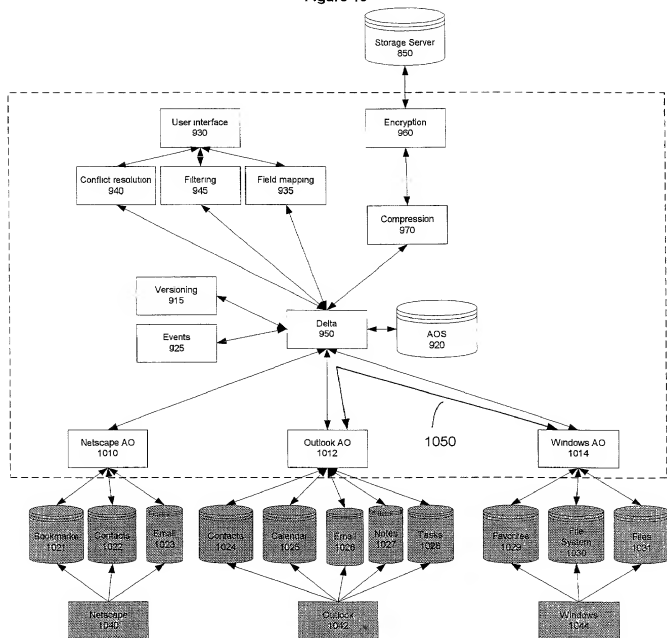 Figure 10
Storage Server
850
User interface
930
Encryption
960
Conflict resolution
940
Filtering
945
Field mapping
935
Compression
970
Versioning
915
Delta
950
AOS
920
Events
925
1050
Netscape AO
1010
Outlook AO
1012
Windows AO
1014
Bookmarks
1021
Contacts
1022
Email
1023
Contacts
1024
Calendar
1025
Email
1026
Notes
1027
Tasks
1028
Favorites
1029
File
System
1030
Files
1031
Netscape
1040
Outlook
1042
Windows
1044